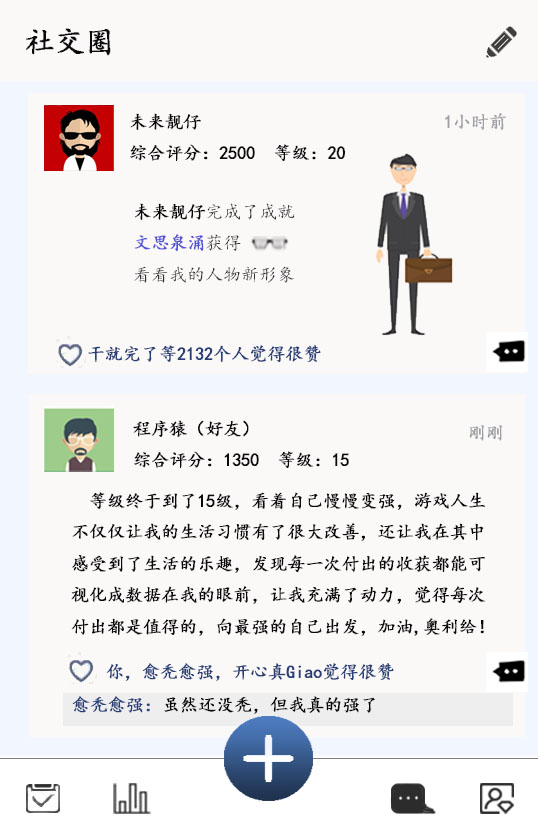 社交圈
未来靓仔
1小时前
综合评分：2500 等级：20
未来靓仔完成了成就
文思泉涌获得
看看我的人物新形象
干就完了等2132个人觉得很赞
程序猿（好友）
刚刚
综合评分：1350 等级：15
等级终于到了15级，看着自己慢慢变强，游戏人生
不仅仅让我的生活习惯有了很大改善，还让我在其中
感受到了生活的乐趣，发现每一次付出的收获都能可
视化成数据在我的眼前，让我充满了动力，觉得每次
付出都是值得的，向最强的自己出发，加油,奥利给！
你，愈秃愈强，开心真Giao觉得很赞
愈秃愈强：虽然还没秃，但我真的强了